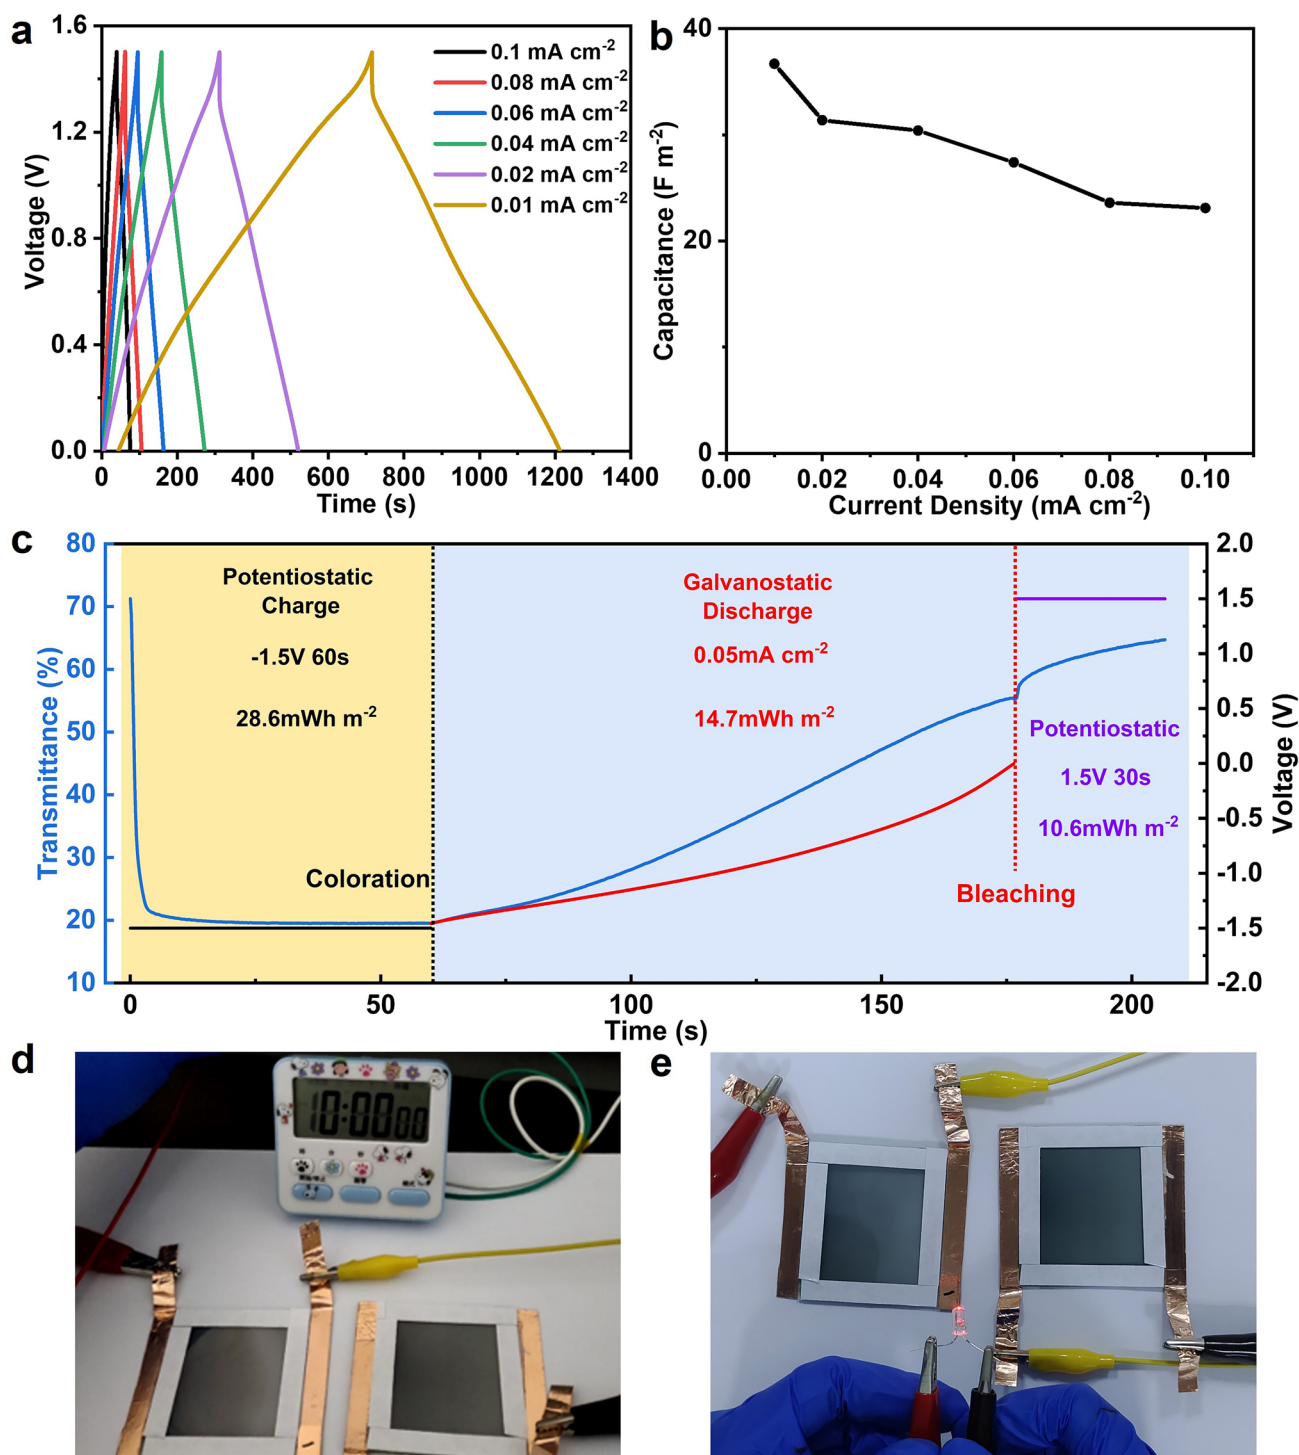 a
1.6
1.2
0.8
0.4
0.0
Voltage (V)
0 200 400 600 800 1000 1200 1400
Time (s)
0.1 mA cm-2
0.08 mA cm-2
0.06 mA cm-2
0.04 mA cm-2
0.02 mA cm-2
0.01 mA cm-2
b
40
20
0
Capacitance (F m-2)
0.00 0.02 0.04 0.06 0.08 0.10
Current Density (mA cm-2)
c
80
70
60
50
40
30
20
10
Transmittance (%)
Potentiostatic
Charge
-1.5V 60s
28.6mWh m-2
Coloration
Galvanostatic
Discharge
0.05mA cm-2
14.7mWh m-2
Potentiostatic
1.5V 30s
10.6mWh m-2
Bleaching
2.0
1.5
1.0
0.5
0.0
-0.5
-1.0
-1.5
-2.0
Voltage (V)
0 50 100 150 200
Time (s)
d
10:00 00
e